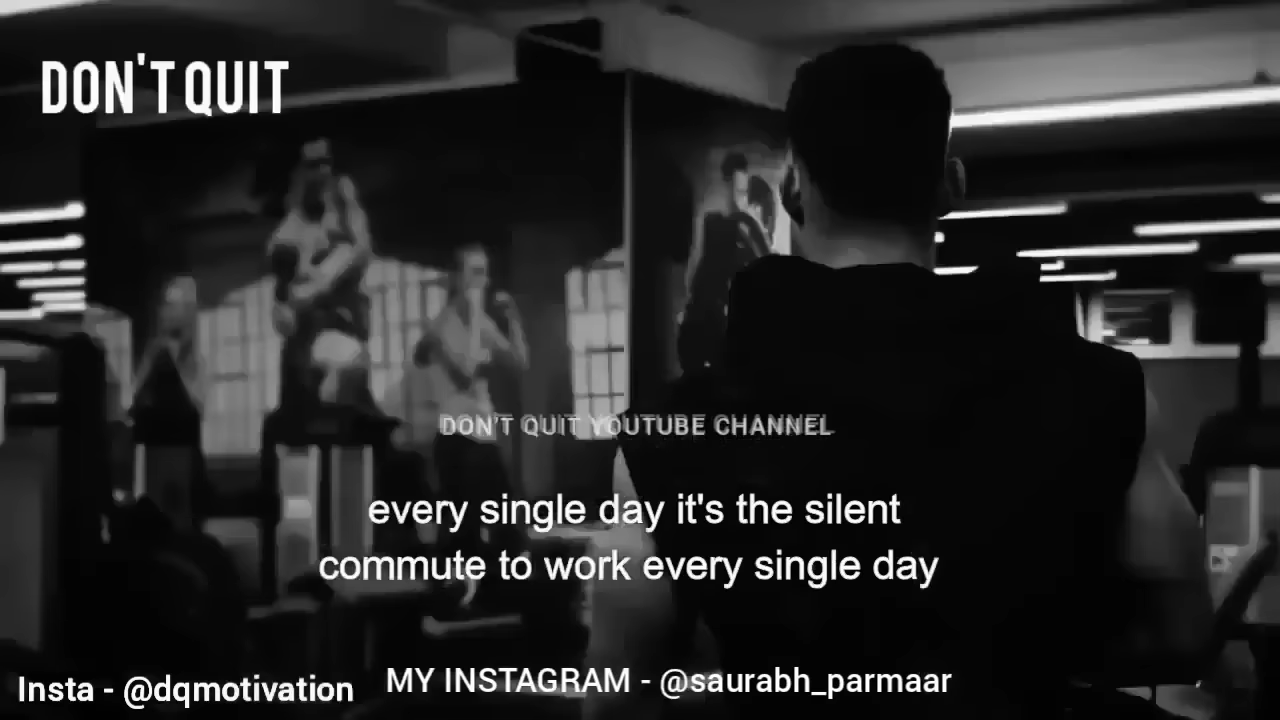 DON'T QUIT
DON'T QUIT YOUTUBE CHANNEL
every single day it's the silent
commute to work every single day
Insta - @dqmotivation
MY INSTAGRAM - @saurabh_parmaar